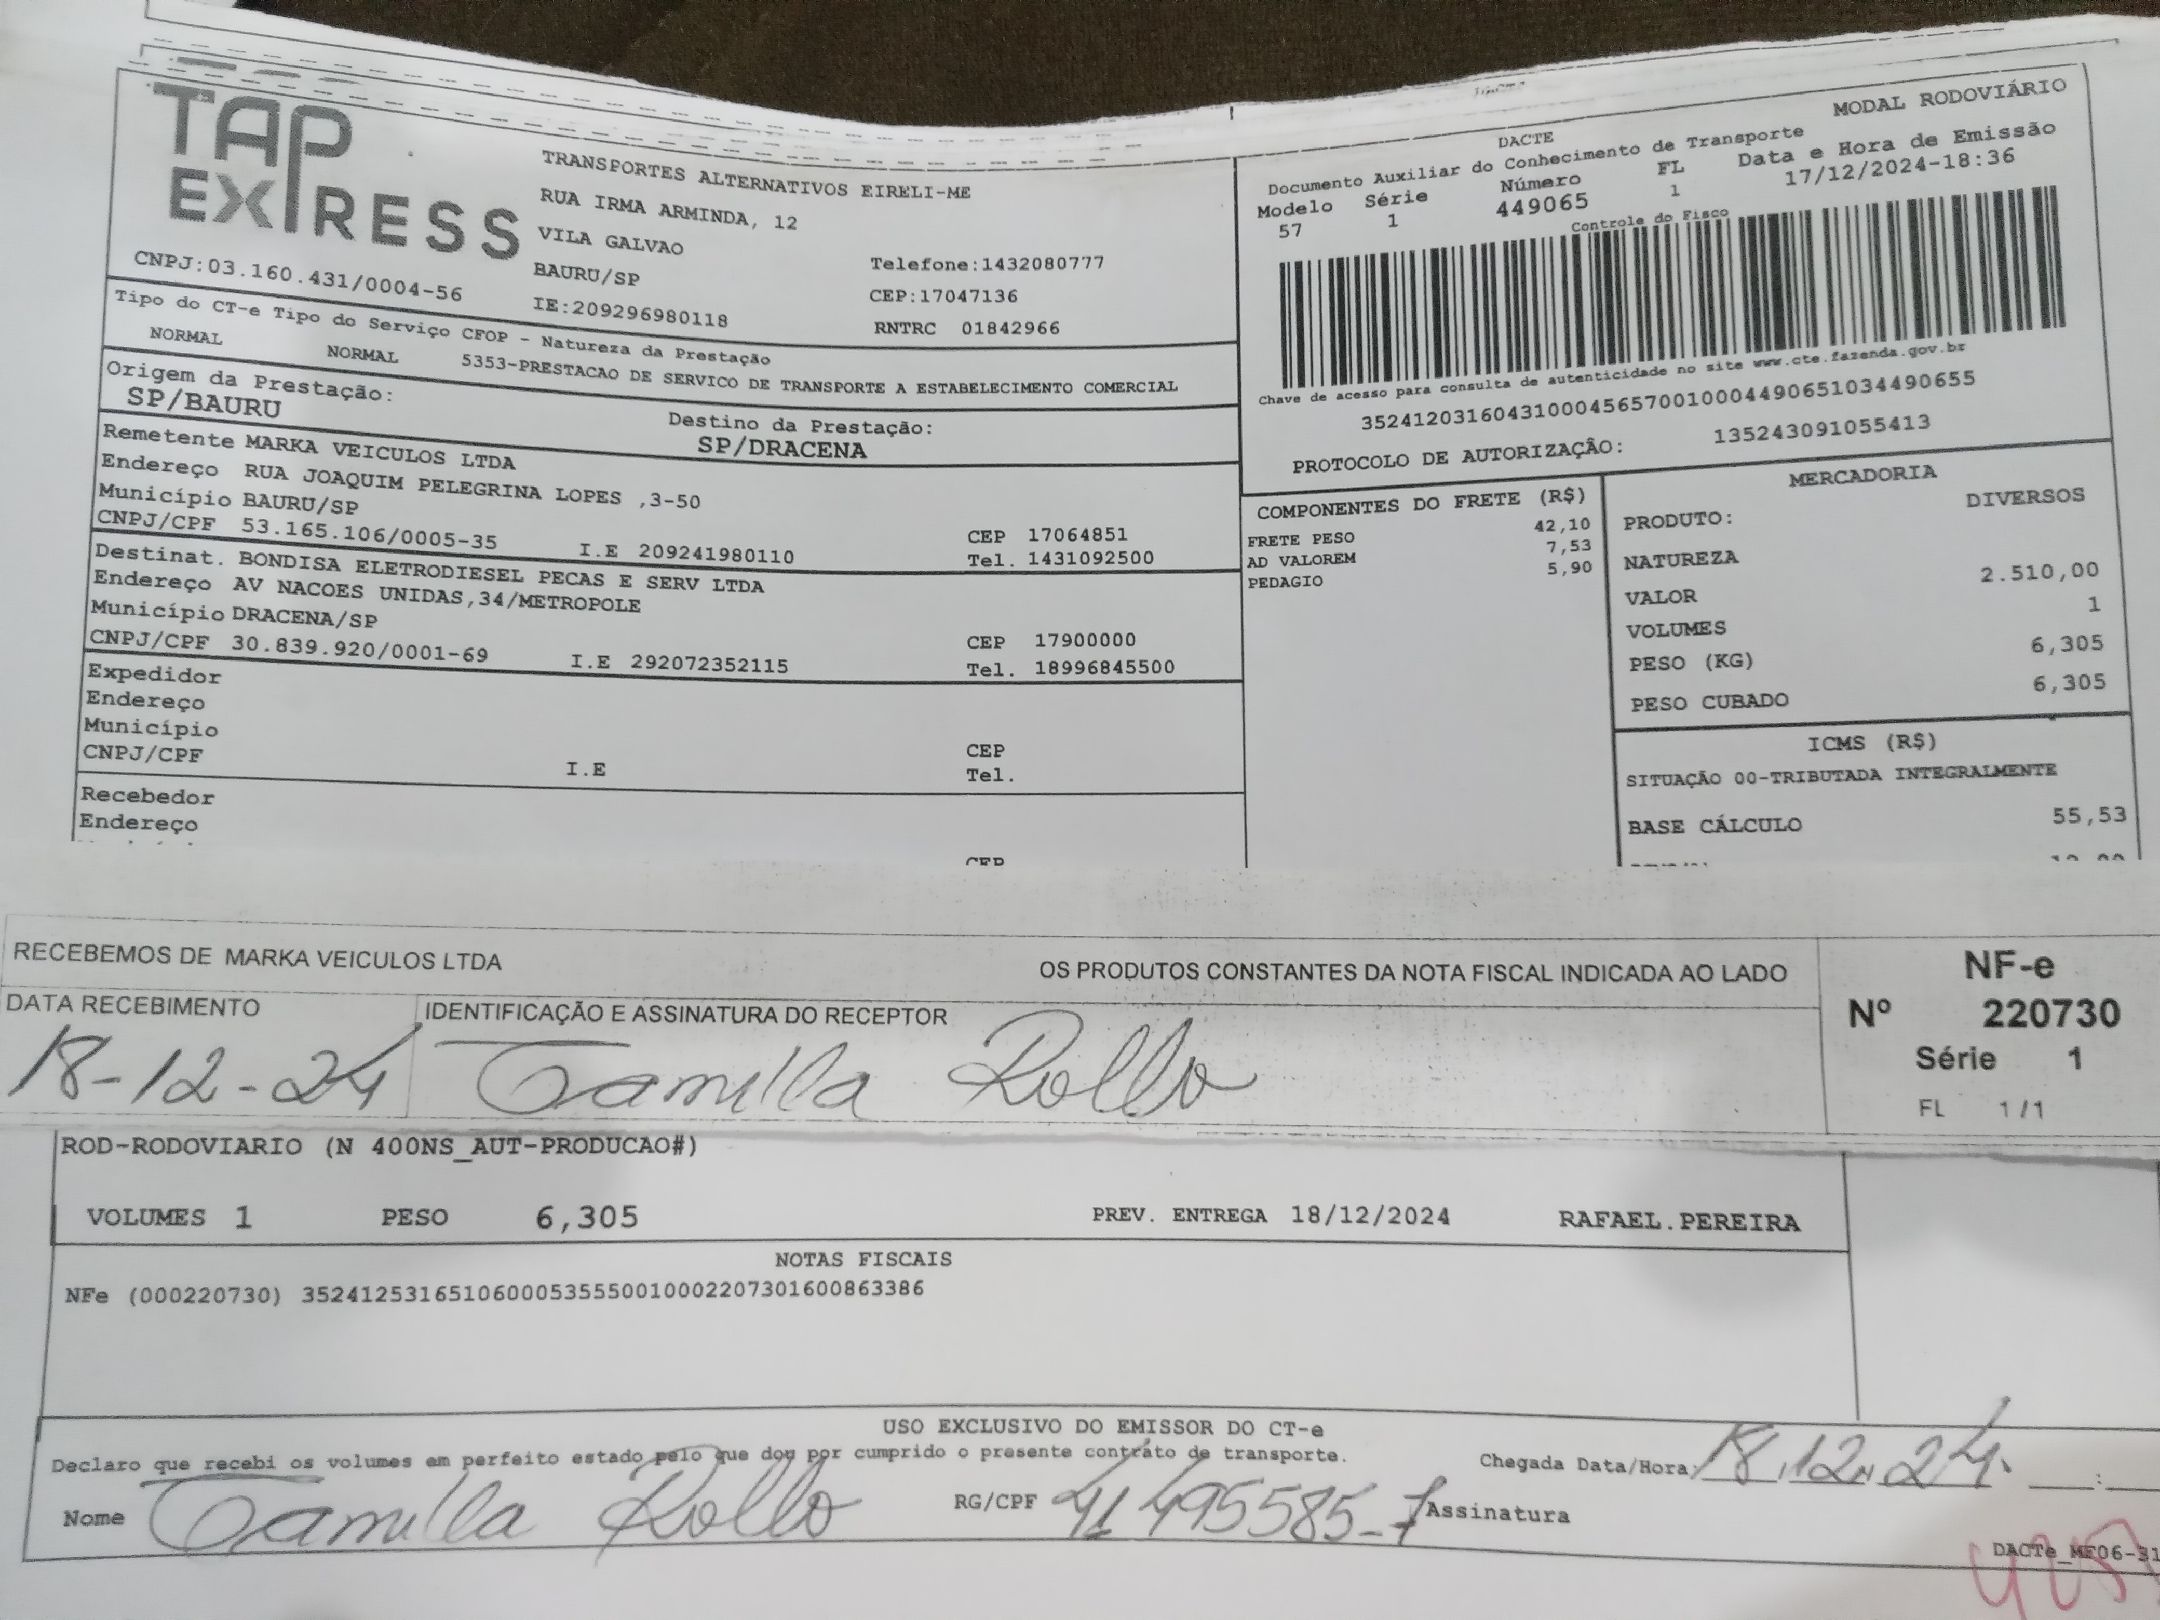 TAP
EXPRESS
TRANSPORTES ALTERNATIVOS EIRELI-ME
RUA IRMA ARMINDA, 12
VILA GALVAO
BAURU/SP
IE:209296980118
Telefone:1432080777
CEP:17047136
RNTRC 01842966
CNPJ:03.160.431/0004-56
MODAL RODOVIÁRIO
DACTE
Documento Auxiliar do Conhecimento de Transporte
Modelo Série Número FL Data e Hora de Emissão
57 1 449065 1 17/12/2024-18:36
Controle do Fisco
Chave de acesso para consulta de autenticidade no site www.cte.fazenda.gov.br
35241203160431000456570010004490651034490655
PROTOCOLO DE AUTORIZAÇÃO: 135243091055413
Tipo do CT-e Tipo do Serviço CFOP - Natureza da Prestação
NORMAL NORMAL 5353-PRESTACAO DE SERVICO DE TRANSPORTE A ESTABELECIMENTO COMERCIAL
Origem da Prestação: Destino da Prestação:
SP/BAURU SP/DRACENA
Remetente MARKA VEICULOS LTDA
Endereço RUA JOAQUIM PELEGRINA LOPES ,3-50
Município BAURU/SP CEP 17064851
CNPJ/CPF 53.165.106/0005-35 I.E 209241980110 Tel. 1431092500
Destinat. BONDISA ELETRODIESEL PECAS E SERV LTDA
Endereço AV NACOES UNIDAS,34/METROPOLE
Município DRACENA/SP CEP 17900000
CNPJ/CPF 30.839.920/0001-69 I.E 292072352115 Tel. 18996845500
Expedidor
Endereço
Município CEP
CNPJ/CPF I.E Tel.
Recebedor
Endereço
CEP
COMPONENTES DO FRETE (R$)
FRETE PESO 42,10
AD VALOREM 7,53
PEDAGIO 5,90
MERCADORIA
PRODUTO: DIVERSOS
NATUREZA
VALOR 2.510,00
VOLUMES 1
PESO (KG) 6,305
PESO CUBADO 6,305
ICMS (R$)
SITUAÇÃO 00-TRIBUTADA INTEGRALMENTE
BASE CÁLCULO 55,53
RECEBEMOS DE MARKA VEICULOS LTDA OS PRODUTOS CONSTANTES DA NOTA FISCAL INDICADA AO LADO
DATA RECEBIMENTO IDENTIFICAÇÃO E ASSINATURA DO RECEPTOR
18-12-24 Camilla Rollo
NF-e
Nº 220730
Série 1
FL 1/1
ROD-RODOVIARIO (N 400NS_AUT-PRODUCAO#)
VOLUMES 1 PESO 6,305 PREV. ENTREGA 18/12/2024 RAFAEL.PEREIRA
NOTAS FISCAIS
NFe (000220730) 35241253165106000535550010002207301600863386
USO EXCLUSIVO DO EMISSOR DO CT-e
Declaro que recebi os volumes em perfeito estado pelo que dou por cumprido o presente contrato de transporte.
Chegada Data/Hora: 18.12.24. ___:
Nome Camilla Rollo RG/CPF 41495585-7 Assinatura
DACTe_MF06-31